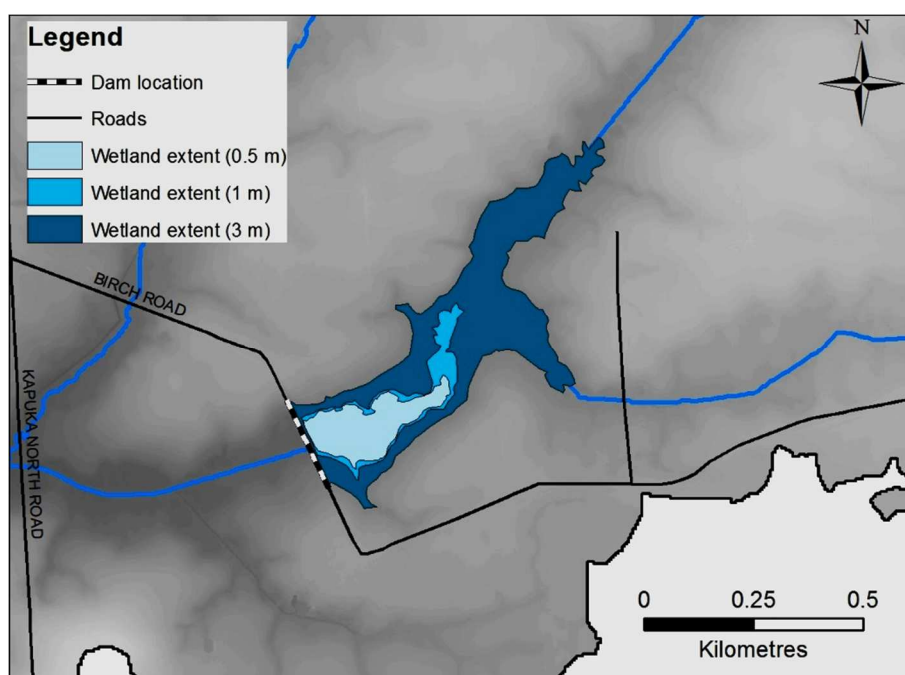 Legend
Dam location
Roads
Wetland extent (0.5 m)
Wetland extent (1 m)
Wetland extent (3 m)
N
BIRCH ROAD
KAPUKA NORTH ROAD
0 0.25 0.5
Kilometres